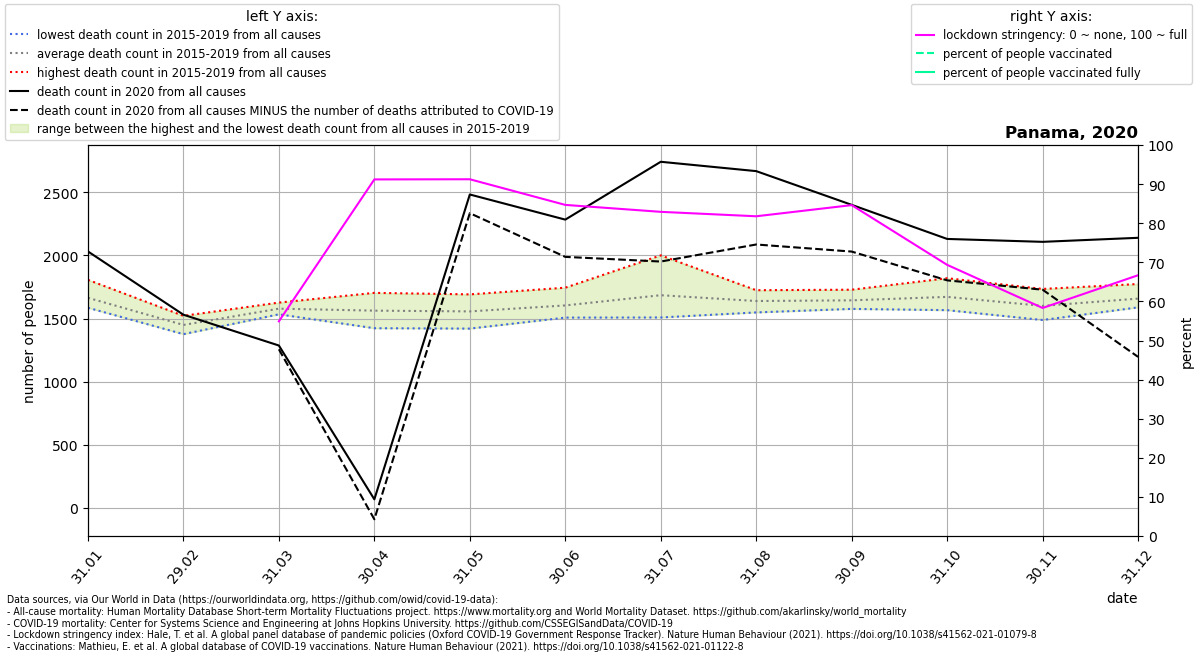 left Y axis:
lowest death count in 2015-2019 from all causes
average death count in 2015-2019 from all causes
highest death count in 2015-2019 from all causes
death count in 2020 from all causes
death count in 2020 from all causes MINUS the number of deaths attributed to COVID-19
range between the highest and the lowest death count from all causes in 2015-2019
right Y axis:
lockdown stringency: 0 ~ none, 100 ~ full
percent of people vaccinated
percent of people vaccinated fully
Panama, 2020
number of people
2500
2000
1500
1000
500
0
100
90
80
70
60
50
40
30
20
10
0
percent
31.01
29.02
31.03
30.04
31.05
30.06
31.07
31.08
30.09
31.10
30.11
31.12
date
Data sources, via Our World in Data (https://ourworldindata.org, https://github.com/owid/covid-19-data):
- All-cause mortality: Human Mortality Database Short-term Mortality Fluctuations project. https://www.mortality.org and World Mortality Dataset. https://github.com/akarlinsky/world_mortality
- COVID-19 mortality: Center for Systems Science and Engineering at Johns Hopkins University. https://github.com/CSSEGISandData/COVID-19
- Lockdown stringency index: Hale, T. et al. A global panel database of pandemic policies (Oxford COVID-19 Government Response Tracker). Nature Human Behaviour (2021). https://doi.org/10.1038/s41562-021-01079-8
- Vaccinations: Mathieu, E. et al. A global database of COVID-19 vaccinations. Nature Human Behaviour (2021). https://doi.org/10.1038/s41562-021-01122-8